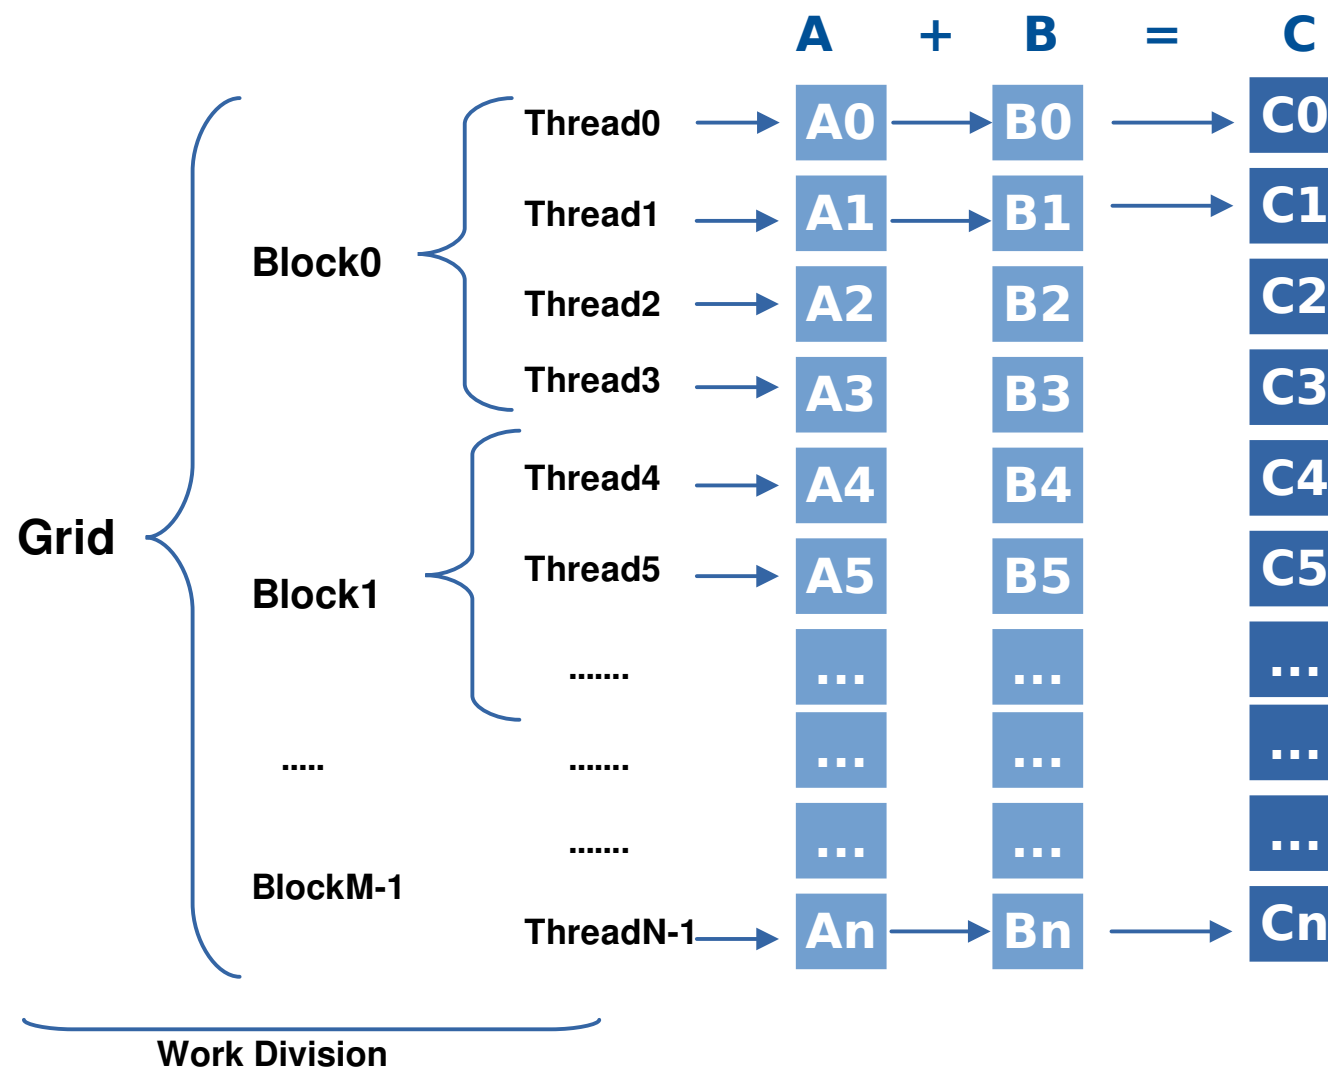 A + B = C
Thread0 A0 B0 C0
Thread1 A1 B1 C1
Block0
Thread2 A2 B2 C2
Thread3 A3 B3 C3
Thread4 A4 B4 C4
Grid
Thread5 A5 B5 C5
Block1
....... ... ... ...
..... ....... ... ... ...
....... ... ... ...
BlockM-1
ThreadN-1 An Bn Cn
Work Division